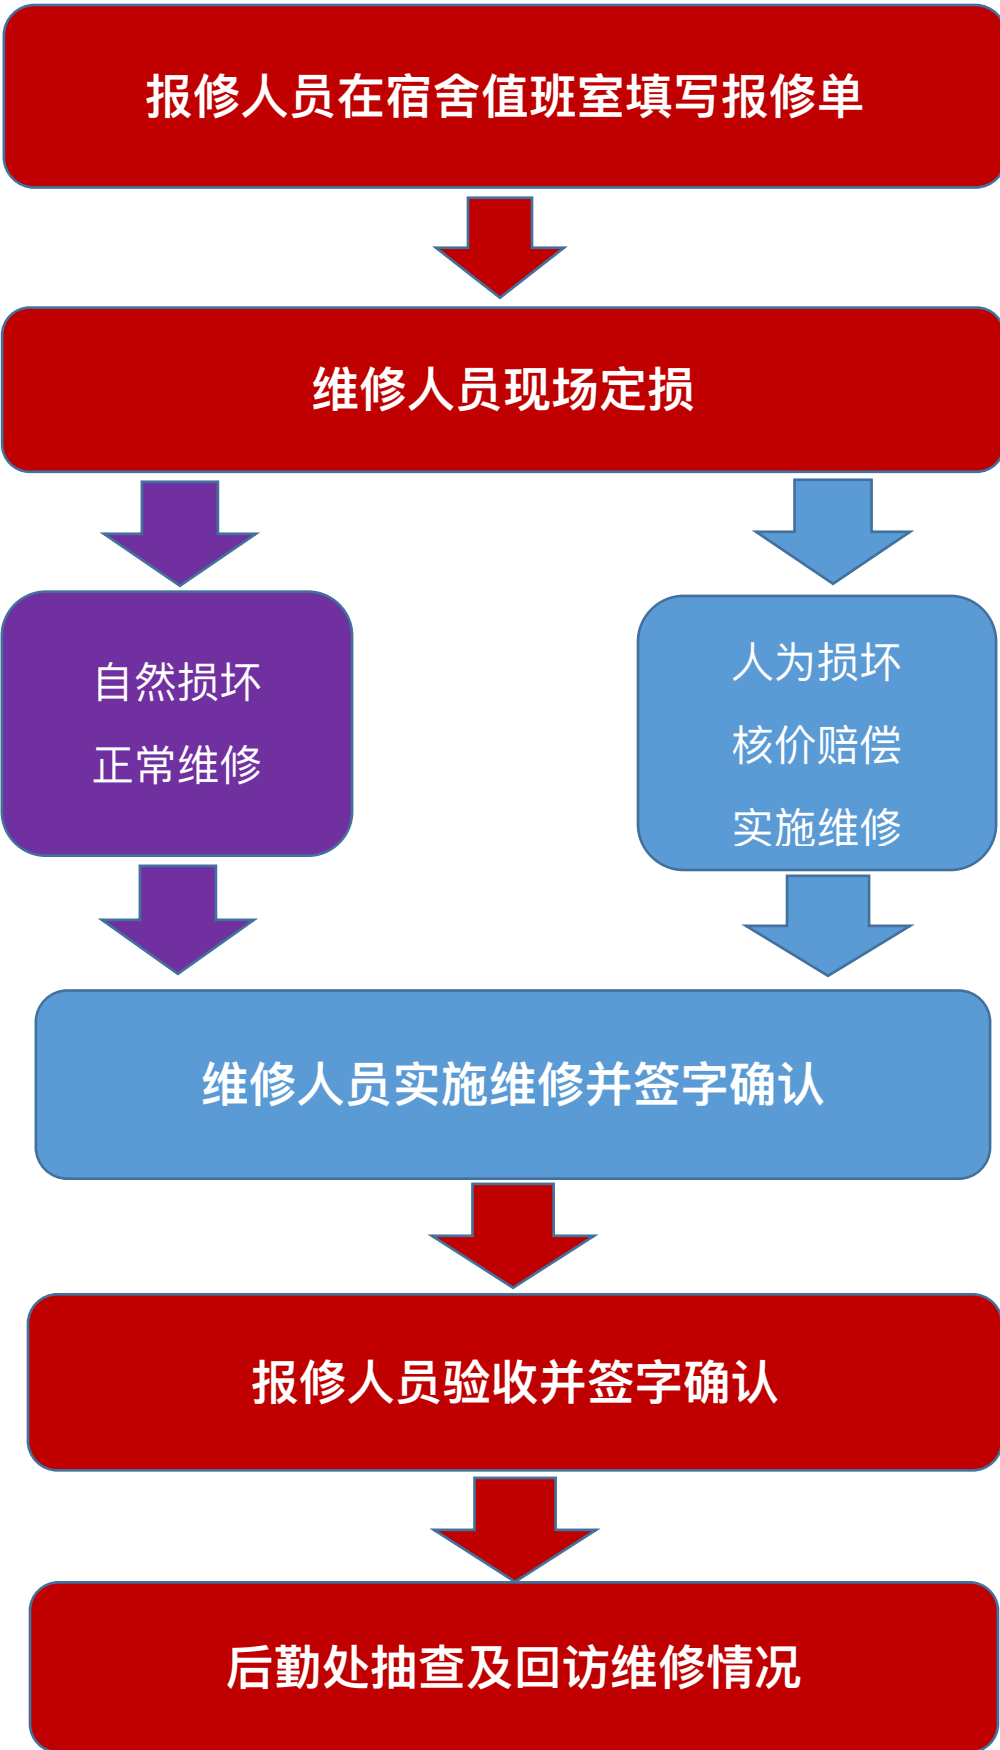 报修人员在宿舍值班室填写报修单
维修人员现场定损
自然损坏
正常维修
人为损坏
核价赔偿
实施维修
维修人员实施维修并签字确认
报修人员验收并签字确认
后勤处抽查及回访维修情况